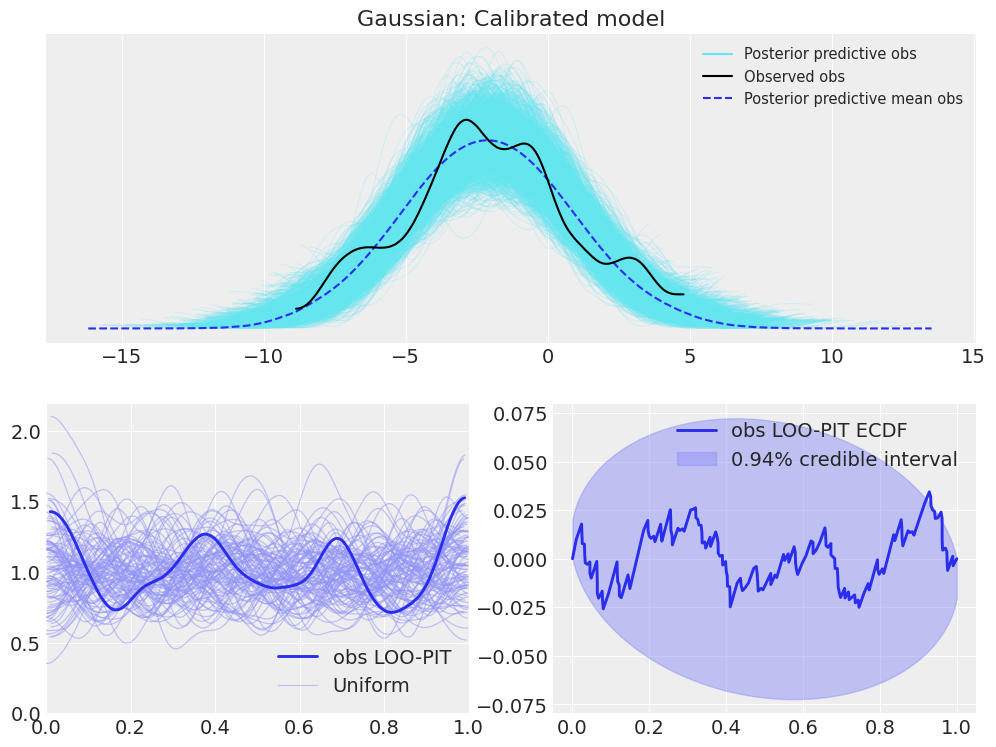 Gaussian: Calibrated model
Posterior predictive obs
Observed obs
Posterior predictive mean obs
−15 −10 −5 0 5 10 15
2.0
1.5
1.0
0.5
0.0
obs LOO-PIT
Uniform
0.0 0.2 0.4 0.6 0.8 1.0
0.075
0.050
0.025
0.000
−0.025
−0.050
−0.075
obs LOO-PIT ECDF
0.94% credible interval
0.0 0.2 0.4 0.6 0.8 1.0